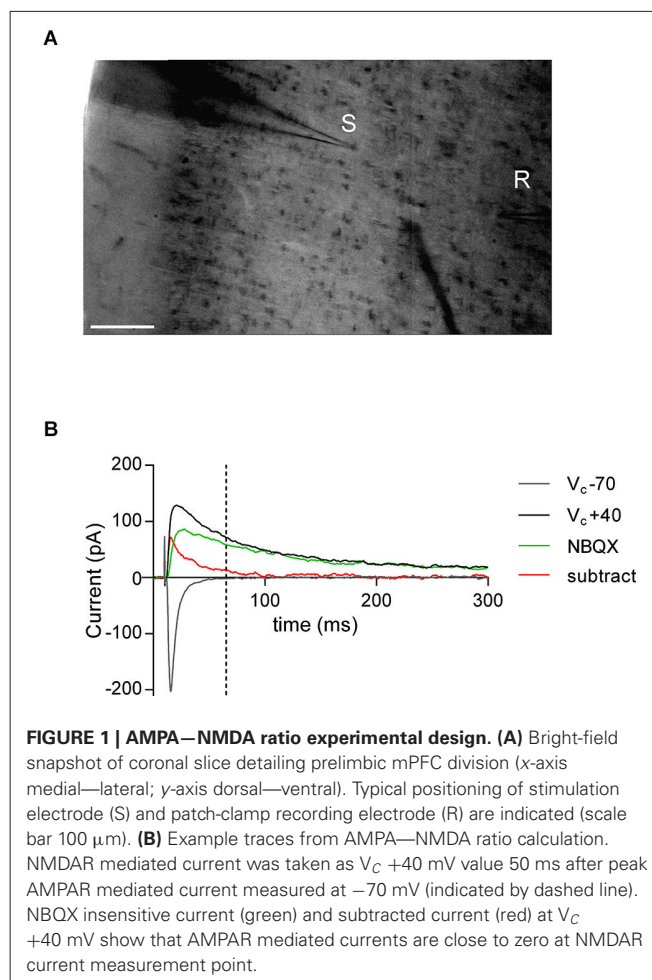 A
S
R
B
200
100
0
-100
-200
Current (pA)
100
200
300
time (ms)
Vc-70
Vc+40
NBQX
subtract
FIGURE 1 | AMPA—NMDA ratio experimental design. (A) Bright-field
snapshot of coronal slice detailing prelimbic mPFC division (x-axis
medial—lateral; y-axis dorsal—ventral). Typical positioning of stimulation
electrode (S) and patch-clamp recording electrode (R) are indicated (scale
bar 100 μm). (B) Example traces from AMPA—NMDA ratio calculation.
NMDAR mediated current was taken as VC +40 mV value 50 ms after peak
AMPAR mediated current measured at −70 mV (indicated by dashed line).
NBQX insensitive current (green) and subtracted current (red) at VC
+40 mV show that AMPAR mediated currents are close to zero at NMDAR
current measurement point.